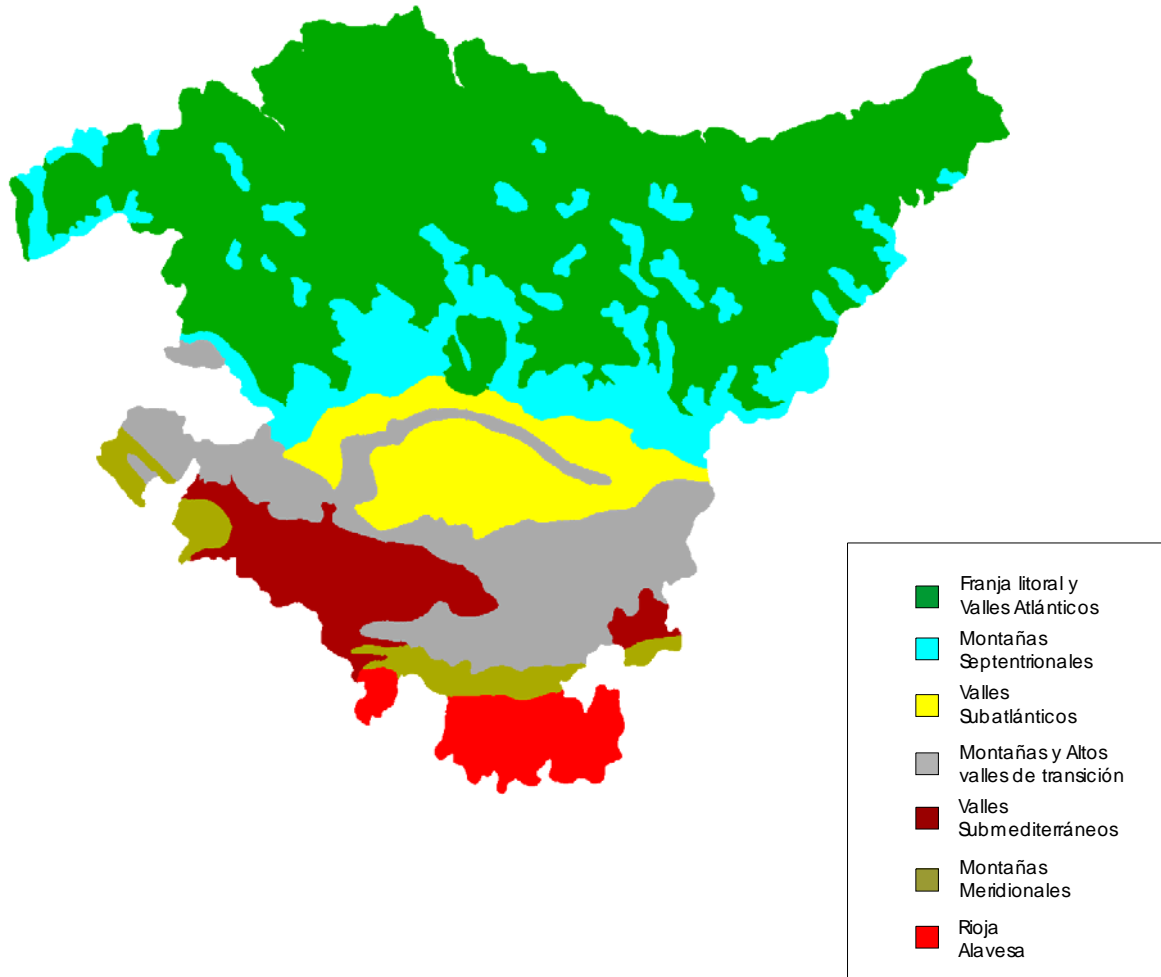 Franja litoral y
Valles Atlánticos
Montañas
Septentrionales
Valles
Subatlánticos
Montañas y Altos
valles de transición
Valles
Submediterráneos
Montañas
Meridionales
Rioja
Alavesa